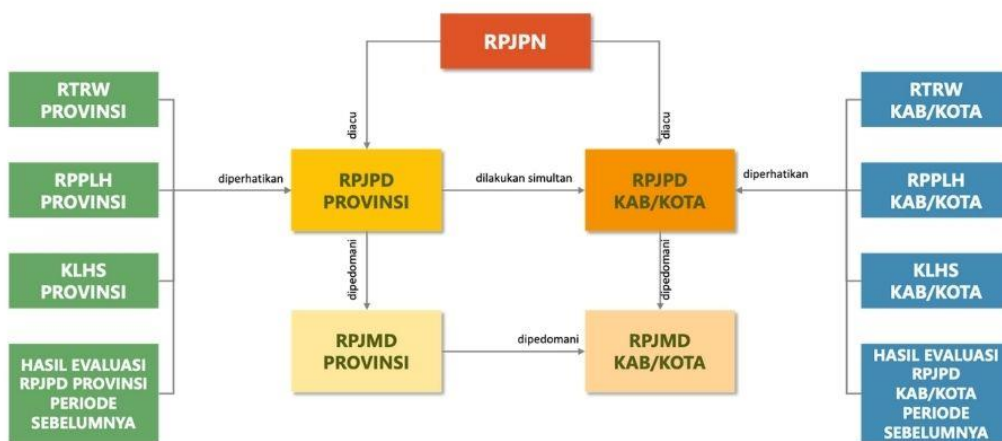 RPJPN
RTRW
PROVINSI
RTRW
KAB/KOTA
diacu
diacu
RPPLH
PROVINSI
diperhatikan
RPJPD
PROVINSI
dilakukan simultan
RPJPD
KAB/KOTA
diperhatikan
RPPLH
KAB/KOTA
KLHS
PROVINSI
dipedomani
dipedomani
KLHS
KAB/KOTA
RPJMD
PROVINSI
dipedomani
RPJMD
KAB/KOTA
HASIL EVALUASI
RPJPD PROVINSI
PERIODE
SEBELUMNYA
HASIL EVALUASI
RPJPD
KAB/KOTA
PERIODE
SEBELUMNYA